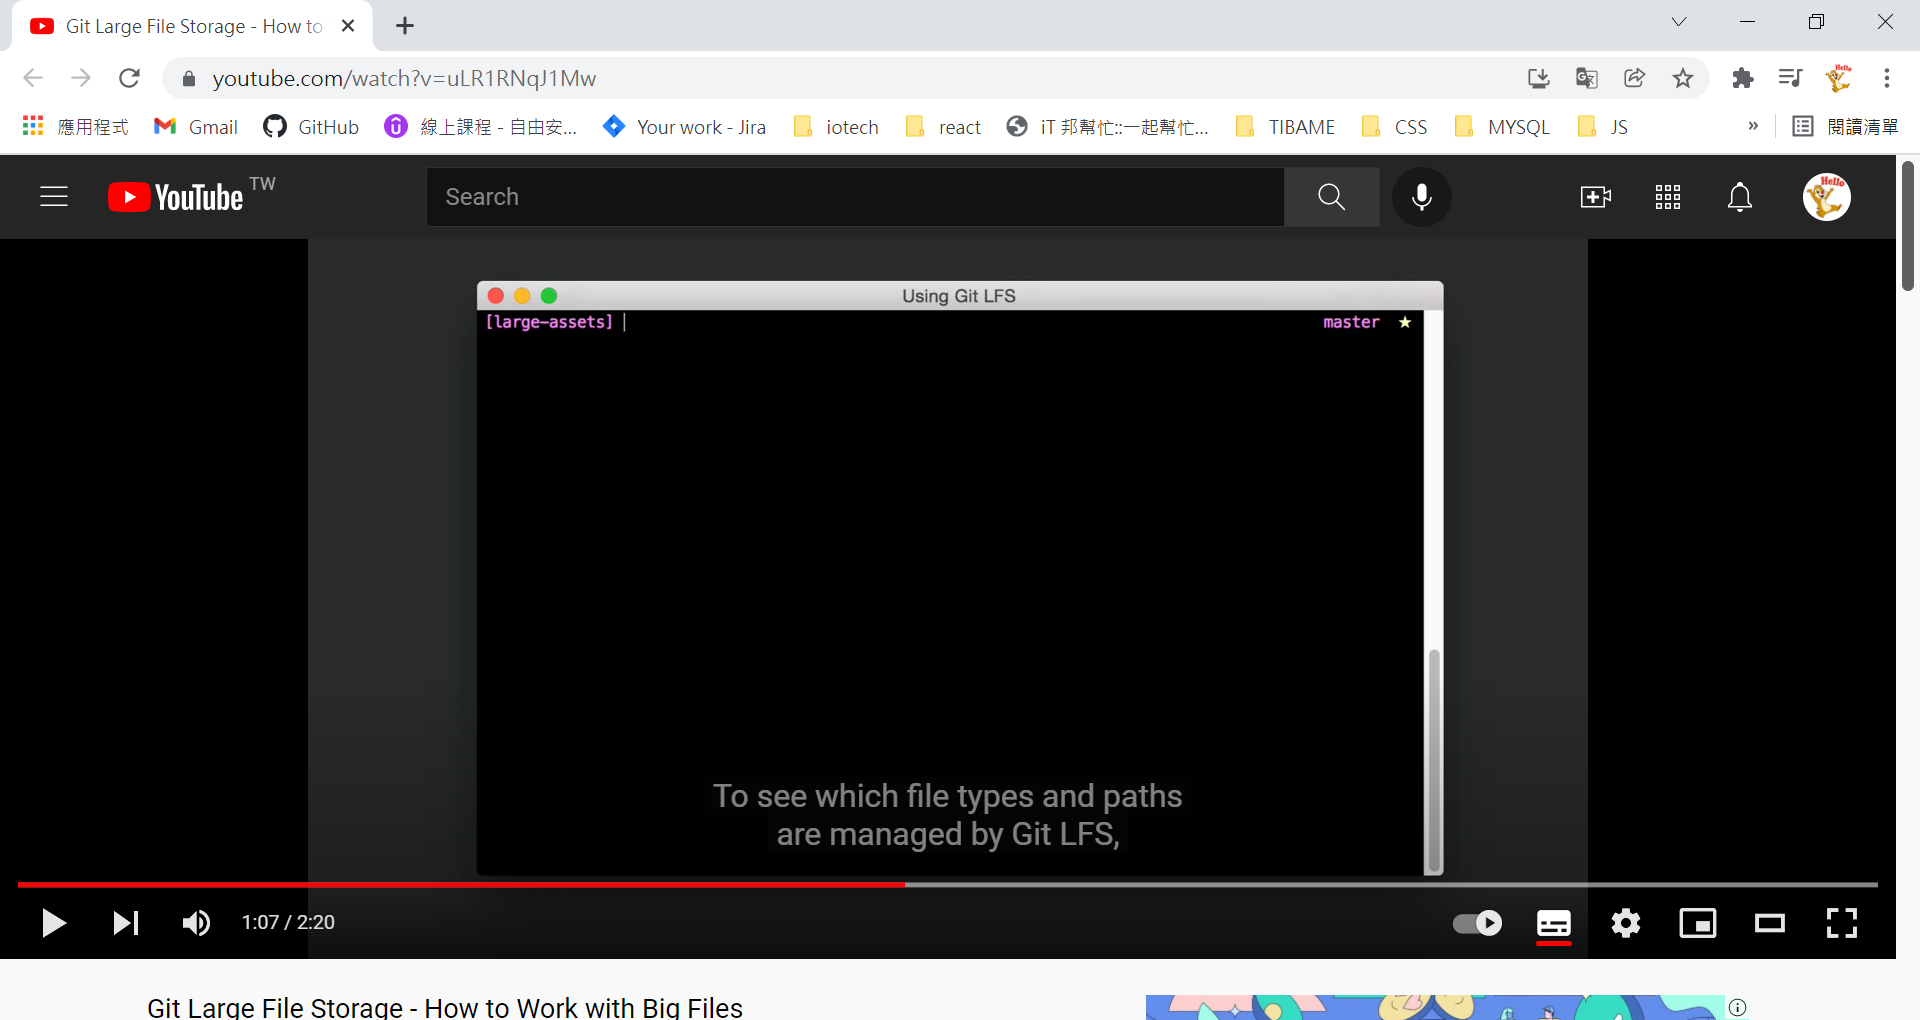 Git Large File Storage - How to
youtube.com/watch?v=uLR1RNqJ1Mw
應用程式 Gmail GitHub 線上課程 - 自由安... Your work - Jira iotech react iT 邦幫忙::一起幫忙... TIBAME CSS MYSQL JS » 閱讀清單
YouTube TW Search Hello
Using Git LFS
[large-assets] master ★
To see which file types and paths
are managed by Git LFS,
1:07 / 2:20
Git Large File Storage - How to Work with Big Files